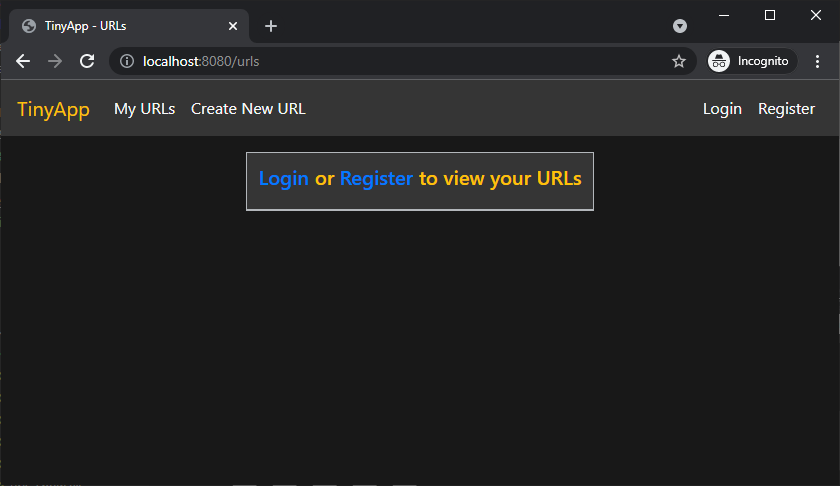 TinyApp - URLs
localhost:8080/urls
Incognito
TinyApp My URLs Create New URL Login Register
Login or Register to view your URLs